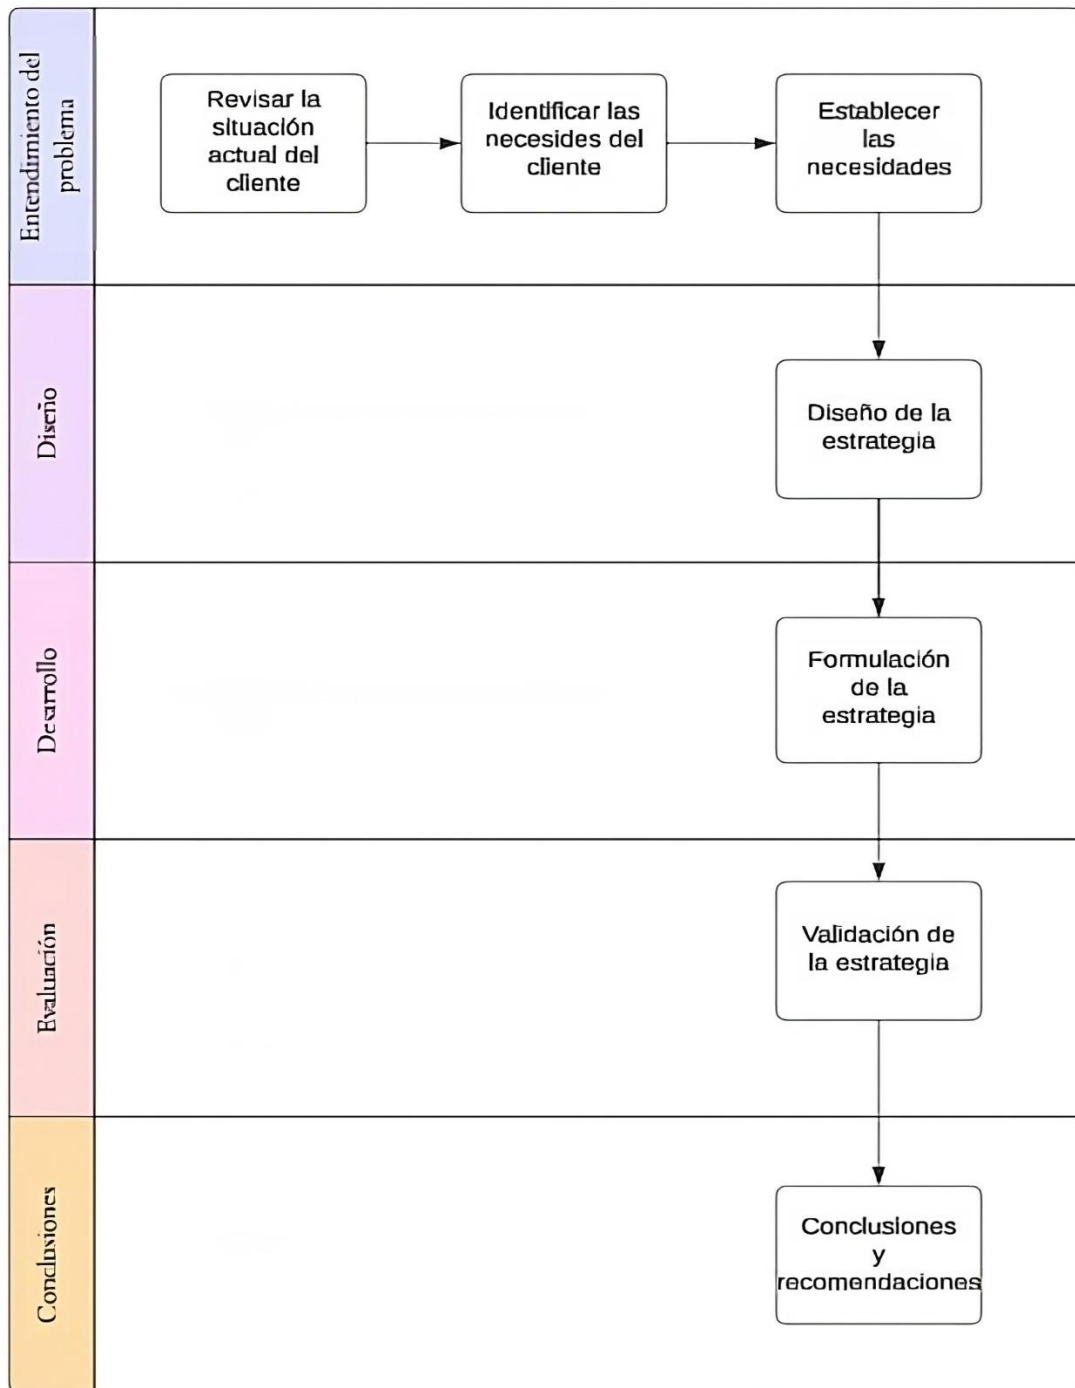 Entendimiento del
problema
Revisar la
situación
actual del
cliente
Identificar las
necesides del
cliente
Establecer
las
necesidades
Diseño
Diseño de la
estrategia
Desarrollo
Formulación
de la
estrategia
Evaluación
Validación de
la estrategia
Conclusiones
Conclusiones
y
recomendaciones